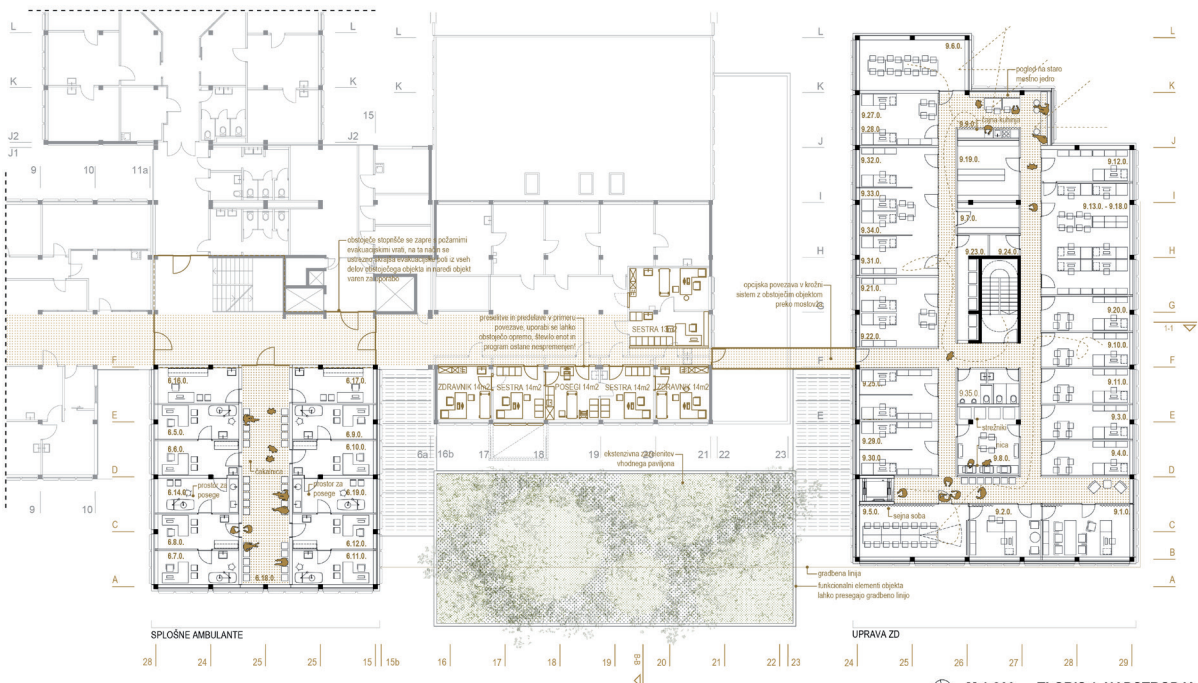 L
L
K
K
J2
J1
J2
9
10
11a
15
L
K
obstoječe stopnišče se zapre s požarnimi
evakuacijskimi vrati, na ta način se
ustrezno skrajša evakuacijske poti iz vseh
delov obstoječega objekta in naredi objekt
varen za uporabo
preselitve in predelave v primeru
povezave, uporabi se lahko
obstoječo opremo, število enot in
program ostane nespremenjen!
SESTRA 13m2
opcijska povezava v krožni
sistem z obstoječim objektom
preko mostovža
ZDRAVNIK 14m2
SESTRA 14m2
POSEGI 14m2
SESTRA 14m2
ZDRAVNIK 14m2
F
E
D
C
A
9
10
6.16.0.
6.17.0.
6.5.0.
6.9.0.
6.6.0.
6.10.0.
čakalnica
6.14.0.
prostor za
posege
prostor za
posege
6.19.0.
6.8.0.
6.12.0.
6.7.0.
6.11.0.
6.18.0.
6a
16b
17
18
19
20
21
22
23
ekstenzivna ozelenitev
vhodnega paviljona
L
K
J
I
H
G
F
E
D
C
B
A
9.6.0.
pogled na staro
mestno jedro
9.27.0.
9.28.0.
9.9.0.
čajna kuhinja
9.32.0.
9.19.0.
9.12.0.
9.33.0.
9.13.0. - 9.18.0.
9.34.0.
9.7.0.
9.31.0.
9.23.0.
9.24.0.
9.21.0.
9.20.0.
9.22.0.
9.10.0.
9.25.0.
9.35.0.
9.11.0.
9.3.0.
9.29.0.
strežniki
9.30.0.
9.8.0.
9.4.0.
sejna soba
9.5.0.
9.2.0.
9.1.0.
L
K
J
I
H
G
1-1
F
E
D
C
B
A
gradbena linija
funkcionalni elementi objekta
lahko presegajo gradbeno linijo
SPLOŠNE AMBULANTE
UPRAVA ZD
28
24
25
25
15
15b
16
17
18
19
B-B
20
21
22
23
24
25
26
27
28
29